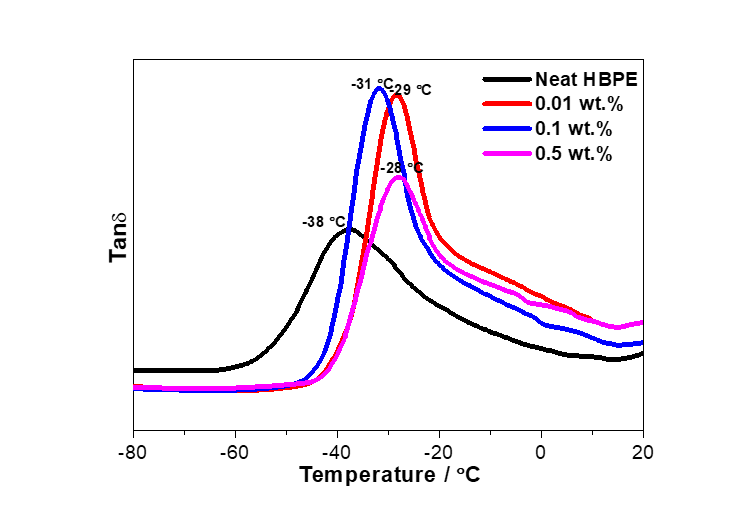 -31 °C
-29 °C
-28 °C
-38 °C
Neat HBPE
0.01 wt.%
0.1 wt.%
0.5 wt.%
Tanδ
-80
-60
-40
-20
0
20
Temperature / °C